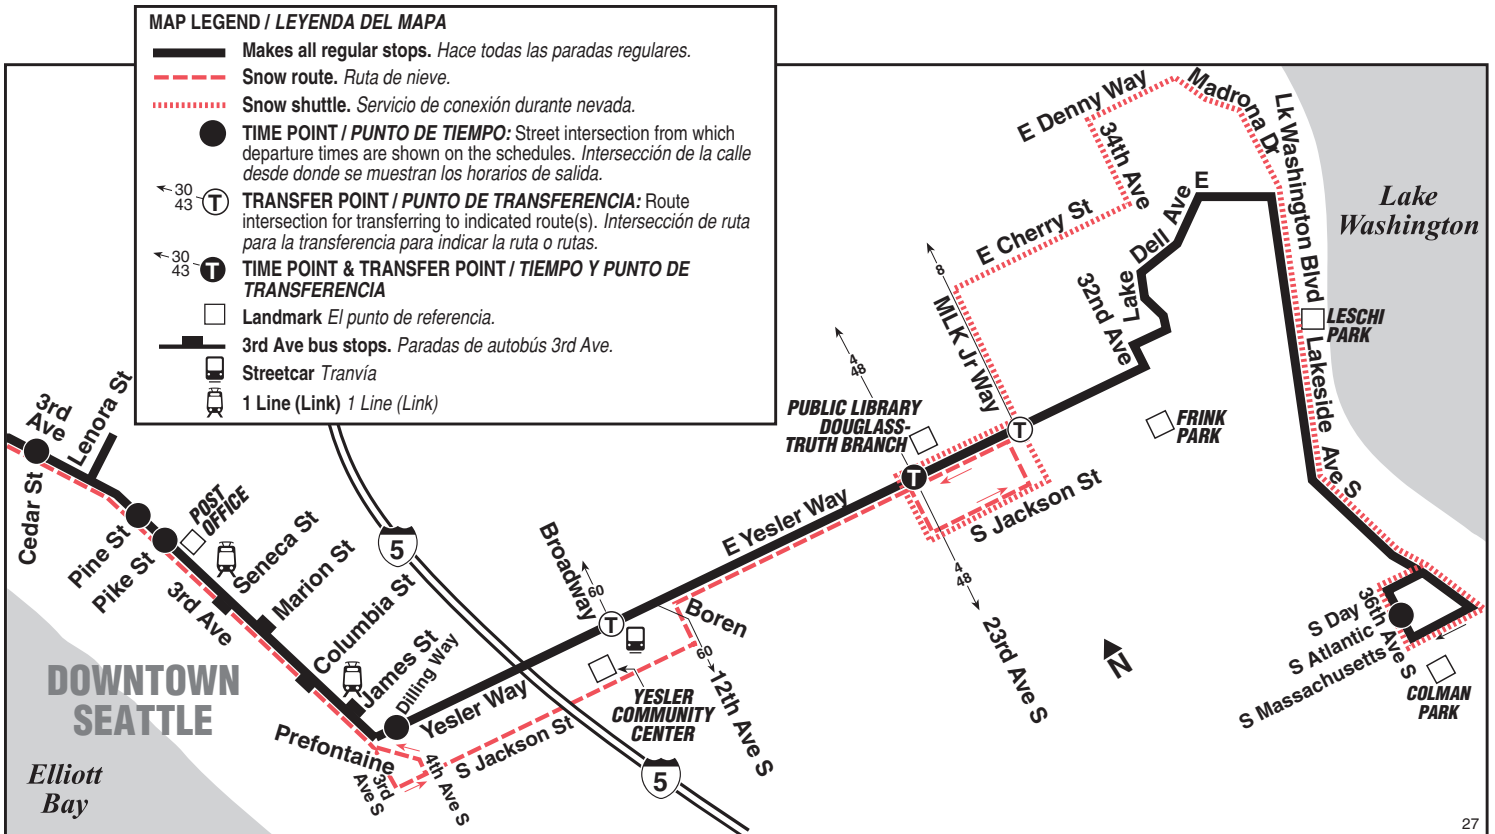 MAP LEGEND / LEYENDA DEL MAPA
Makes all regular stops. Hace todas las paradas regulares.
Snow route. Ruta de nieve.
Snow shuttle. Servicio de conexión durante nevada.
TIME POINT / PUNTO DE TIEMPO: Street intersection from which
departure times are shown on the schedules. Intersección de la calle
desde donde se muestran los horarios de salida.
30
43
T
TRANSFER POINT / PUNTO DE TRANSFERENCIA: Route
intersection for transferring to indicated route(s). Intersección de ruta
para la transferencia para indicar la ruta o rutas.
30
43
T
TIME POINT & TRANSFER POINT / TIEMPO Y PUNTO DE
TRANSFERENCIA
Landmark El punto de referencia.
3rd Ave bus stops. Paradas de autobús 3rd Ave.
Streetcar Tranvía
1 Line (Link) 1 Line (Link)
3rd
Ave
Lenora St
Cedar St
Pine St
Pike St
POST
OFFICE
3rd Ave
Seneca St
Marion St
Columbia St
James St
Dilling Way
Prefontaine
3rd
Ave S
4th Ave S
DOWNTOWN
SEATTLE
Elliott
Bay
Yesler Way
S Jackson St
5
5
Broadway
60
T
YESLER
COMMUNITY
CENTER
Boren
60
12th Ave S
E Yesler Way
PUBLIC LIBRARY
DOUGLASS-
TRUTH BRANCH
4
48
T
4
48
23rd Ave S
S Jackson St
T
8
MLK Jr Way
E Cherry St
34th Ave
E Denny Way
Madrona Dr
Lk Washington Blvd
Lake Dell Ave E
32nd Ave
FRINK
PARK
LESCHI
PARK
Lakeside Ave S
Lake
Washington
N
S Day
36th Ave S
S Atlantic
S Massachusetts
COLMAN
PARK
27